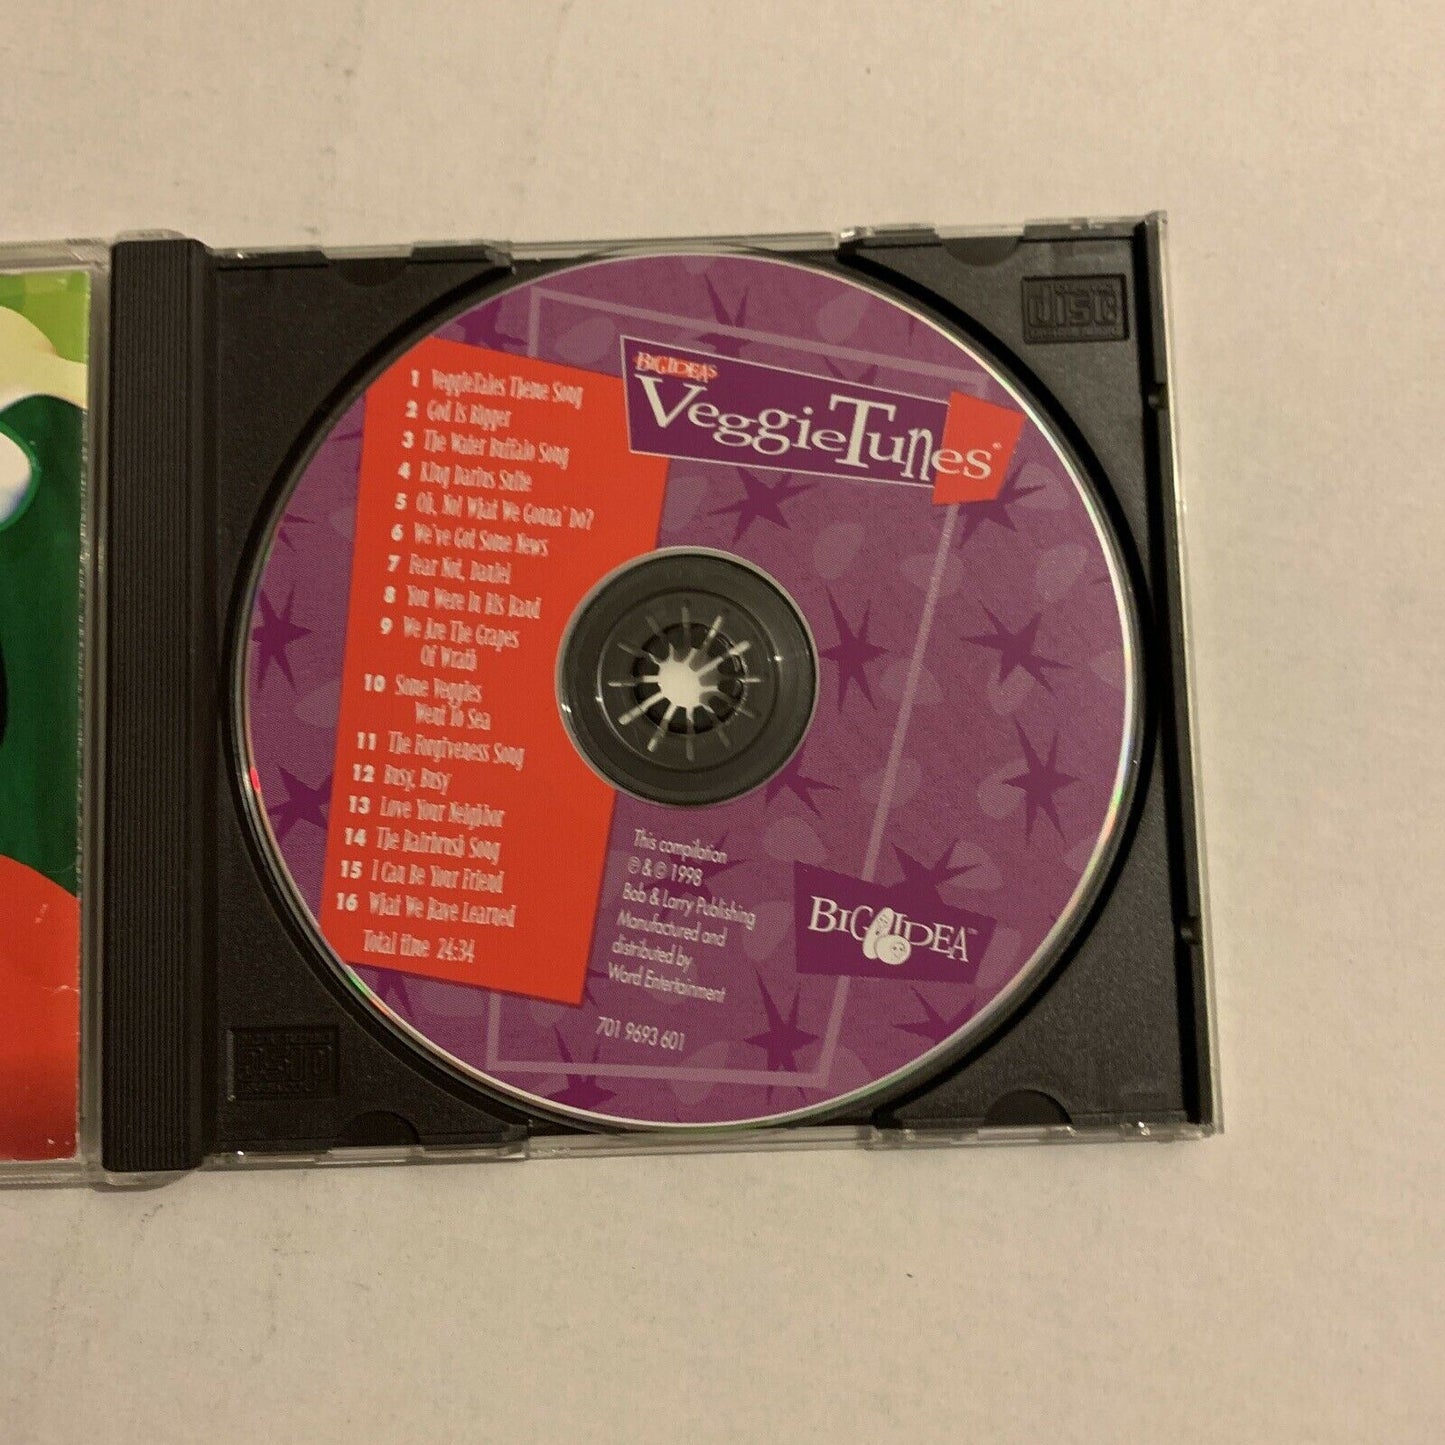 BIGIDEA'S
VeggieTunes®
1 VeggieTales Theme Song
2 God Is Bigger
3 The Water Buffalo Song
4 King Darius Suite
5 Oh, No! What We Gonna' Do?
6 We've Got Some News
7 Fear Not, Daniel
8 You Were In His Hand
9 We Are The Grapes
Of Wrath
10 Some Veggies
Went To Sea
11 The Forgiveness Song
12 Busy, Busy
13 Love Your Neighbor
14 The Hairbrush Song
15 I Can Be Your Friend
16 What We Have Learned
Total time 24:34
This compilation
℗ & © 1998
Bob & Larry Publishing
Manufactured and
distributed by
Word Entertainment
701 9693 601
BIG IDEA™
disc
disc